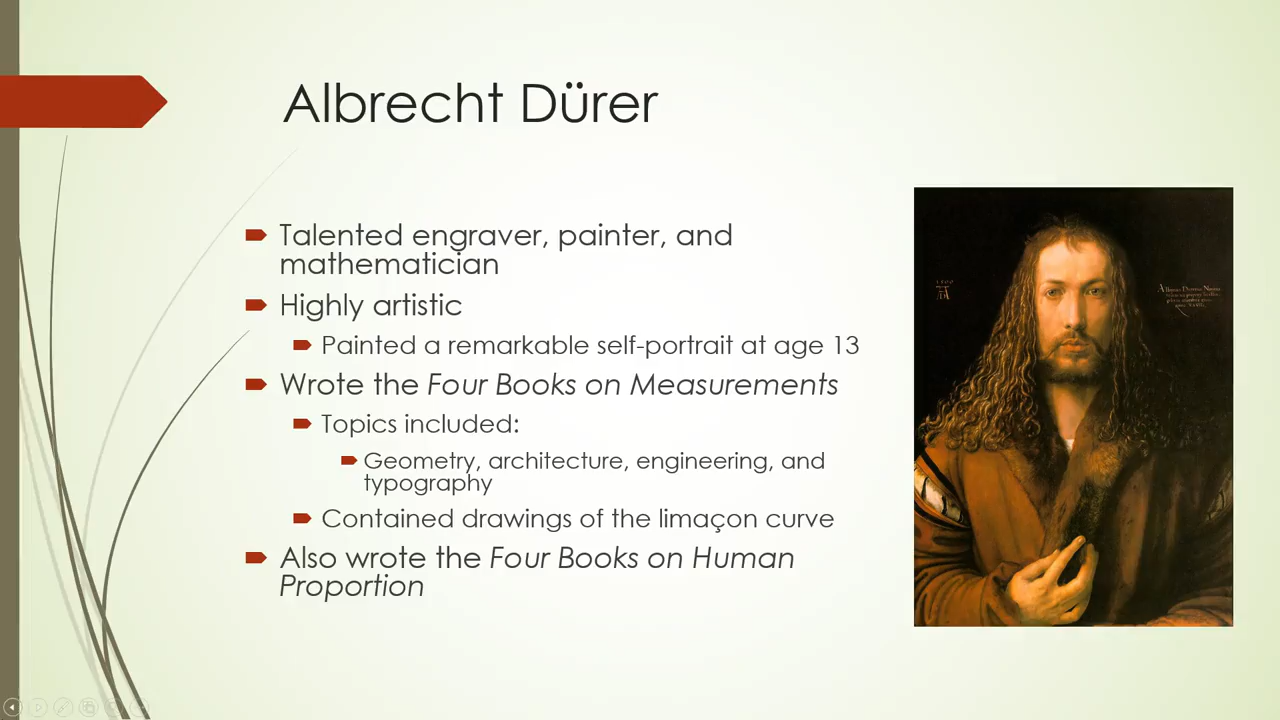 Albrecht Dürer
Talented engraver, painter, and
mathematician
Highly artistic
Painted a remarkable self-portrait at age 13
Wrote the Four Books on Measurements
Topics included:
Geometry, architecture, engineering, and
typography
Contained drawings of the limaçon curve
Also wrote the Four Books on Human
Proportion